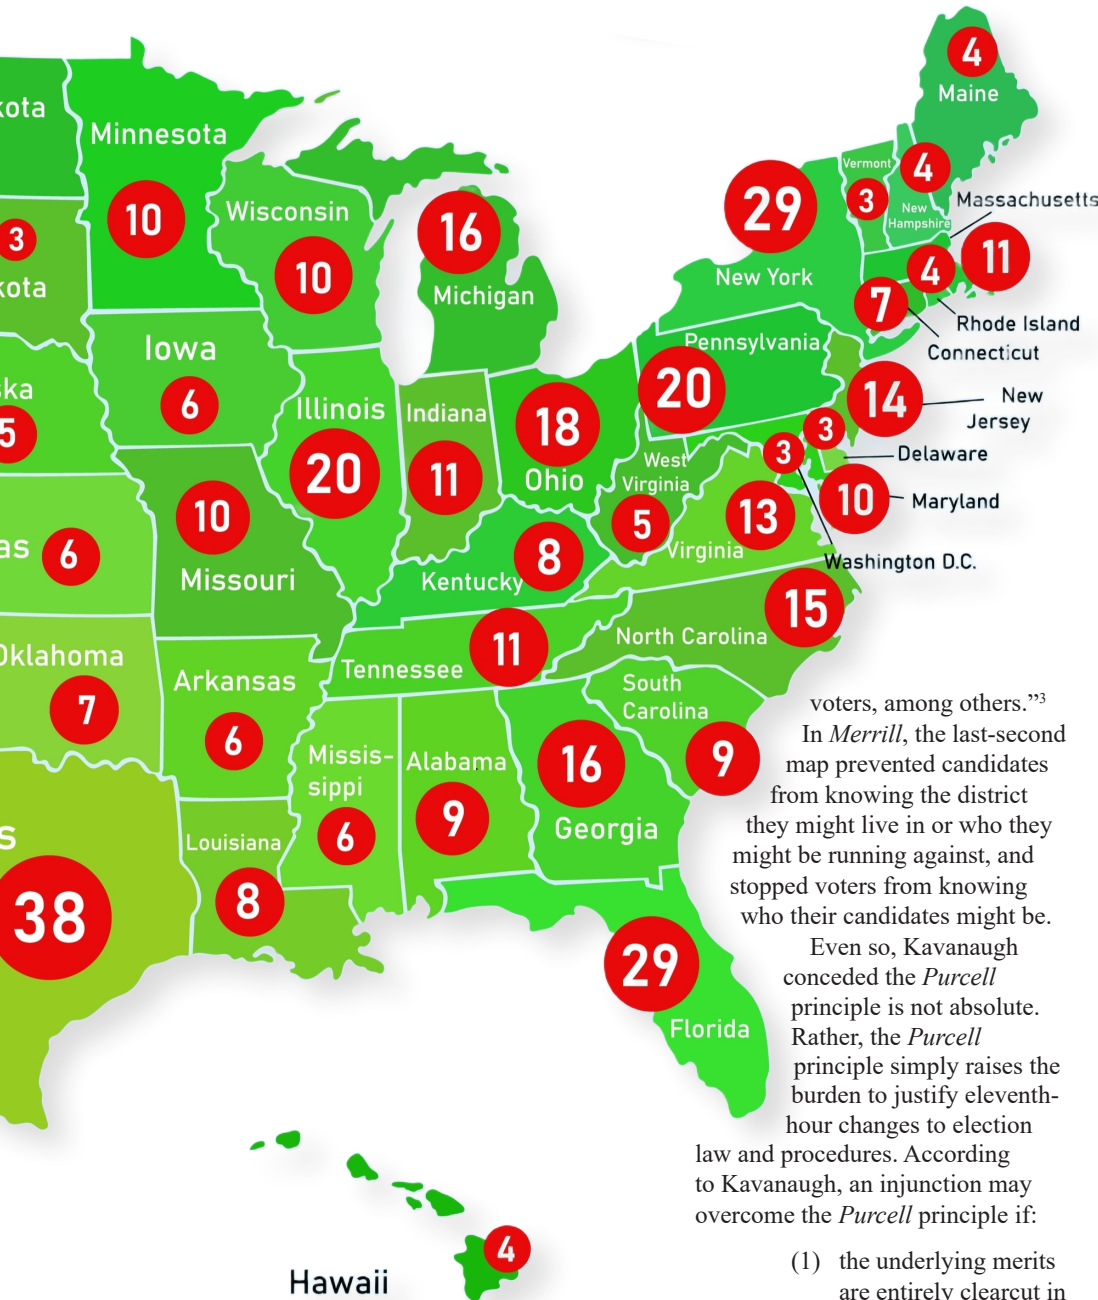 kota
3
kota
ska
5
as
6
Oklahoma
7
s
38
Minnesota
10
Wisconsin
10
16
Michigan
Iowa
6
Illinois
20
Indiana
11
18
Ohio
10
Missouri
8
Kentucky
11
Tennessee
Arkansas
6
Missis-
sippi
6
Alabama
9
Louisiana
8
16
Georgia
South
Carolina
9
15
North Carolina
West
Virginia
5
13
Virginia
29
Florida
4
Maine
Vermont
3
4
New
Hampshire
29
New York
Massachusetts
11
4
7
Rhode Island
Connecticut
Pennsylvania
20
14
New
Jersey
3
3
Delaware
10
Maryland
Washington D.C.
4
Hawaii
voters, among others.”3
In Merrill, the last-second
map prevented candidates
from knowing the district
they might live in or who they
might be running against, and
stopped voters from knowing
who their candidates might be.
Even so, Kavanaugh
conceded the Purcell
principle is not absolute.
Rather, the Purcell
principle simply raises the
burden to justify eleventh-
hour changes to election
law and procedures. According
to Kavanaugh, an injunction may
overcome the Purcell principle if:
(1) the underlying merits
are entirely clearcut in